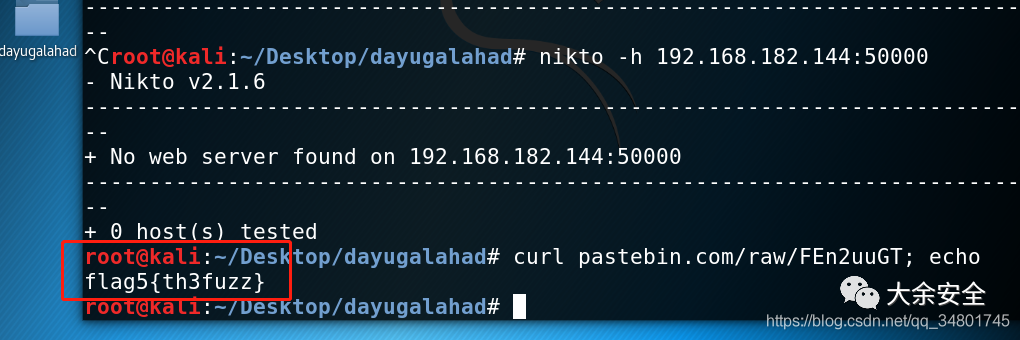 --------------------------------------------------------------------------
--
^Croot@kali:~/Desktop/dayugalahad# nikto -h 192.168.182.144:50000
- Nikto v2.1.6
--------------------------------------------------------------------------
--
+ No web server found on 192.168.182.144:50000
--------------------------------------------------------------------------
--
+ 0 host(s) tested
root@kali:~/Desktop/dayugalahad# curl pastebin.com/raw/FEn2uuGT; echo
flag5{th3fuzz}
root@kali:~/Desktop/dayugalahad#
dayugalahad
大余安全
https://blog.csdn.net/qq_34801745